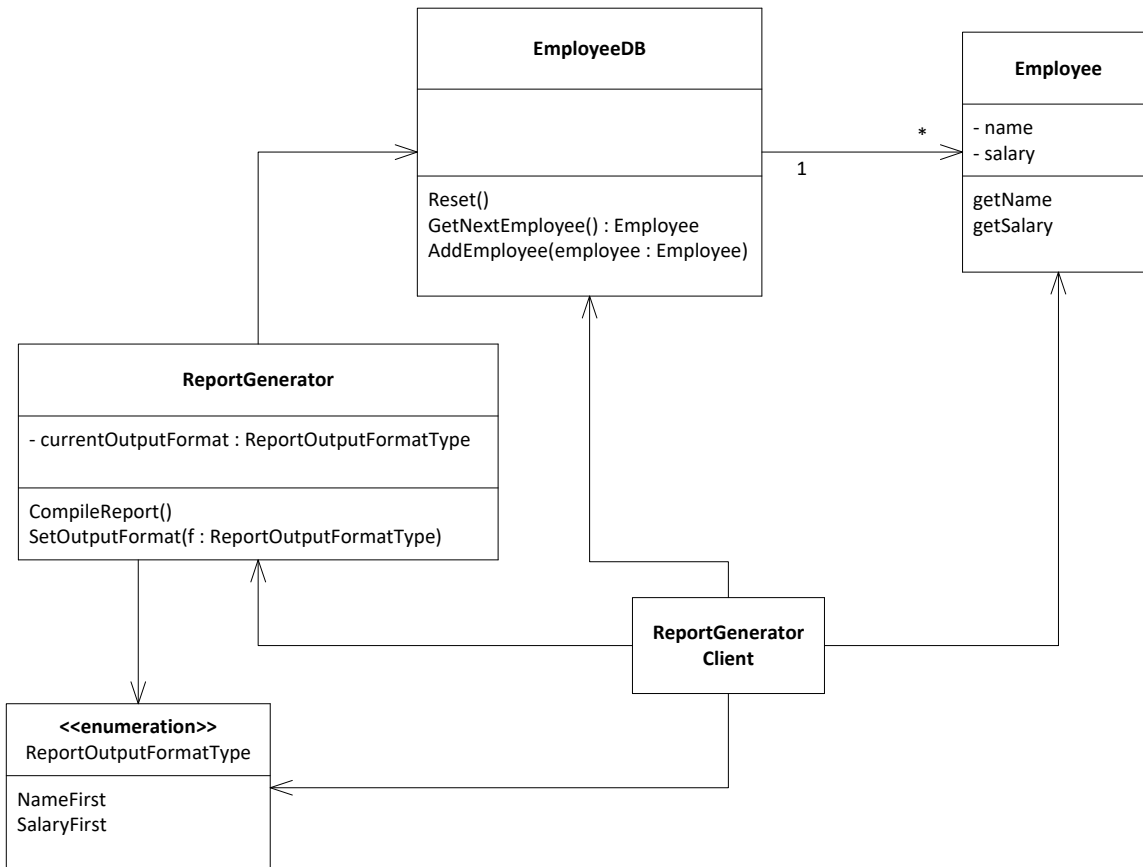 EmployeeDB
Reset()
GetNextEmployee() : Employee
AddEmployee(employee : Employee)
1
*
Employee
- name
- salary
getName
getSalary
ReportGenerator
- currentOutputFormat : ReportOutputFormatType
CompileReport()
SetOutputFormat(f : ReportOutputFormatType)
ReportGenerator
Client
<<enumeration>>
ReportOutputFormatType
NameFirst
SalaryFirst